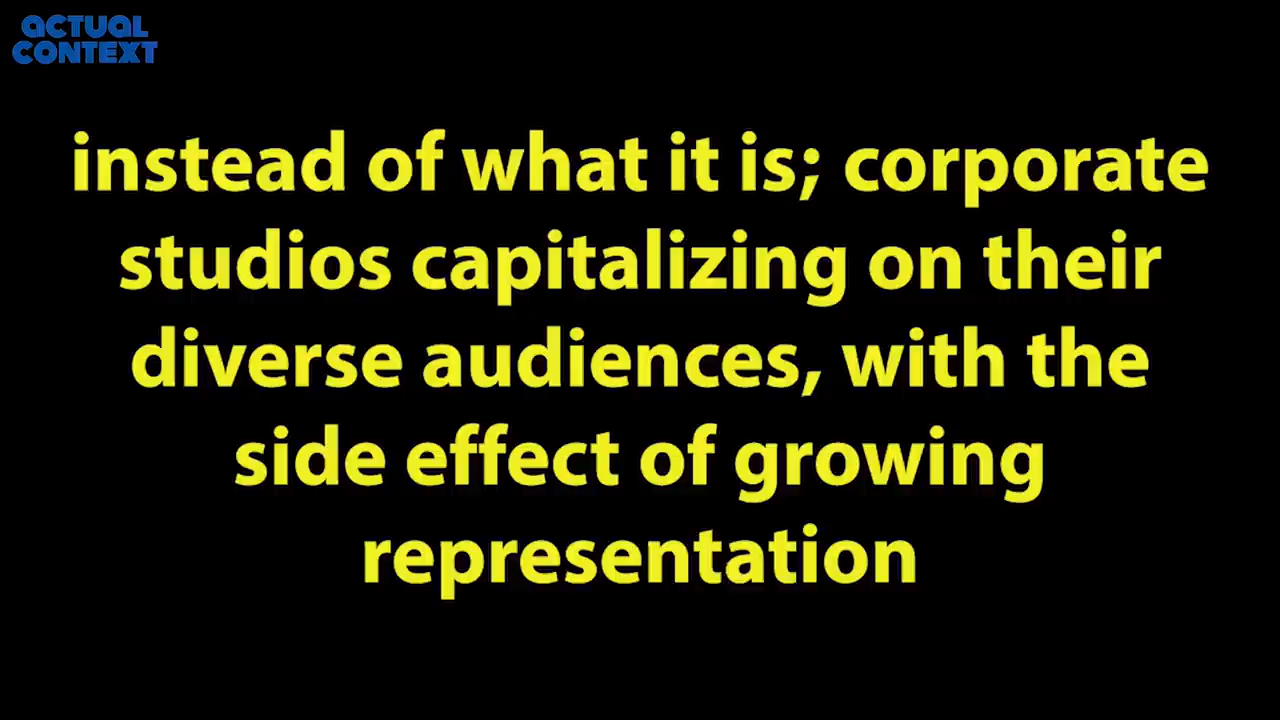 ACTUAL
CONTEXT
instead of what it is; corporate
studios capitalizing on their
diverse audiences, with the
side effect of growing
representation